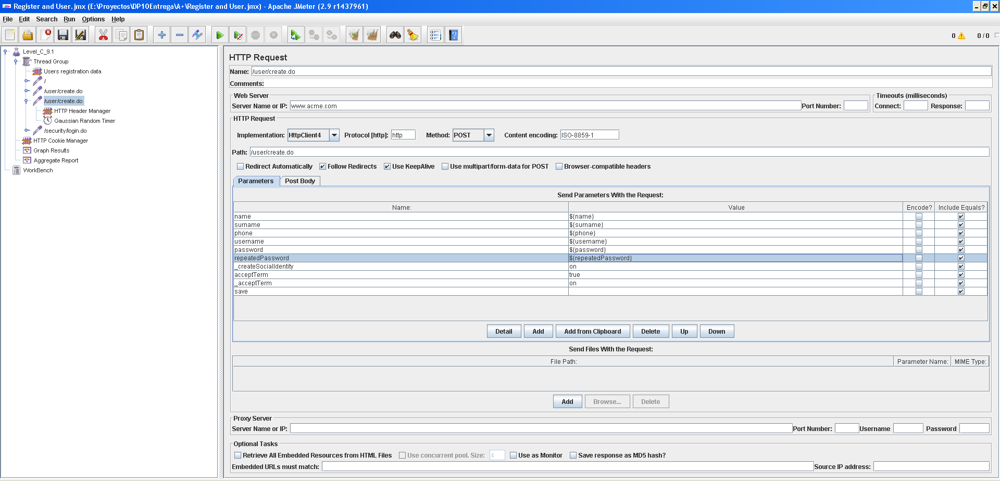 Register and User.jmx (E:\Proyectos\DP10Entrega\A+\Register and User.jmx) - Apache JMeter (2.9 r1437961)
File Edit Search Run Options Help
0 0 / 0
Level_C_9.1
Thread Group
Users registration data
/
/user/create.do
/user/create.do
HTTP Header Manager
Gaussian Random Timer
/security/login.do
HTTP Cookie Manager
Graph Results
Aggregate Report
WorkBench
HTTP Request
Name: /user/create.do
Comments:
Web Server
Server Name or IP: www.acme.com Port Number:
Timeouts (milliseconds)
Connect: Response:
HTTP Request
Implementation: HttpClient4 Protocol [http]: http Method: POST Content encoding: ISO-8859-1
Path: /user/create.do
Redirect Automatically Follow Redirects Use KeepAlive Use multipart/form-data for POST Browser-compatible headers
Parameters Post Body
Send Parameters With the Request:
Name: Value Encode? Include Equals?
name ${name}
surname ${surname}
phone ${phone}
username ${username}
password ${password}
repeatedPassword ${repeatedPassword}
_createSocialIdentity on
acceptTerm true
_acceptTerm on
save
Detail Add Add from Clipboard Delete Up Down
Send Files With the Request:
File Path: Parameter Name: MIME Type:
Add Browse... Delete
Proxy Server
Server Name or IP: Port Number: Username Password
Optional Tasks
Retrieve All Embedded Resources from HTML Files Use concurrent pool. Size: 4 Use as Monitor Save response as MD5 hash?
Embedded URLs must match: Source IP address: